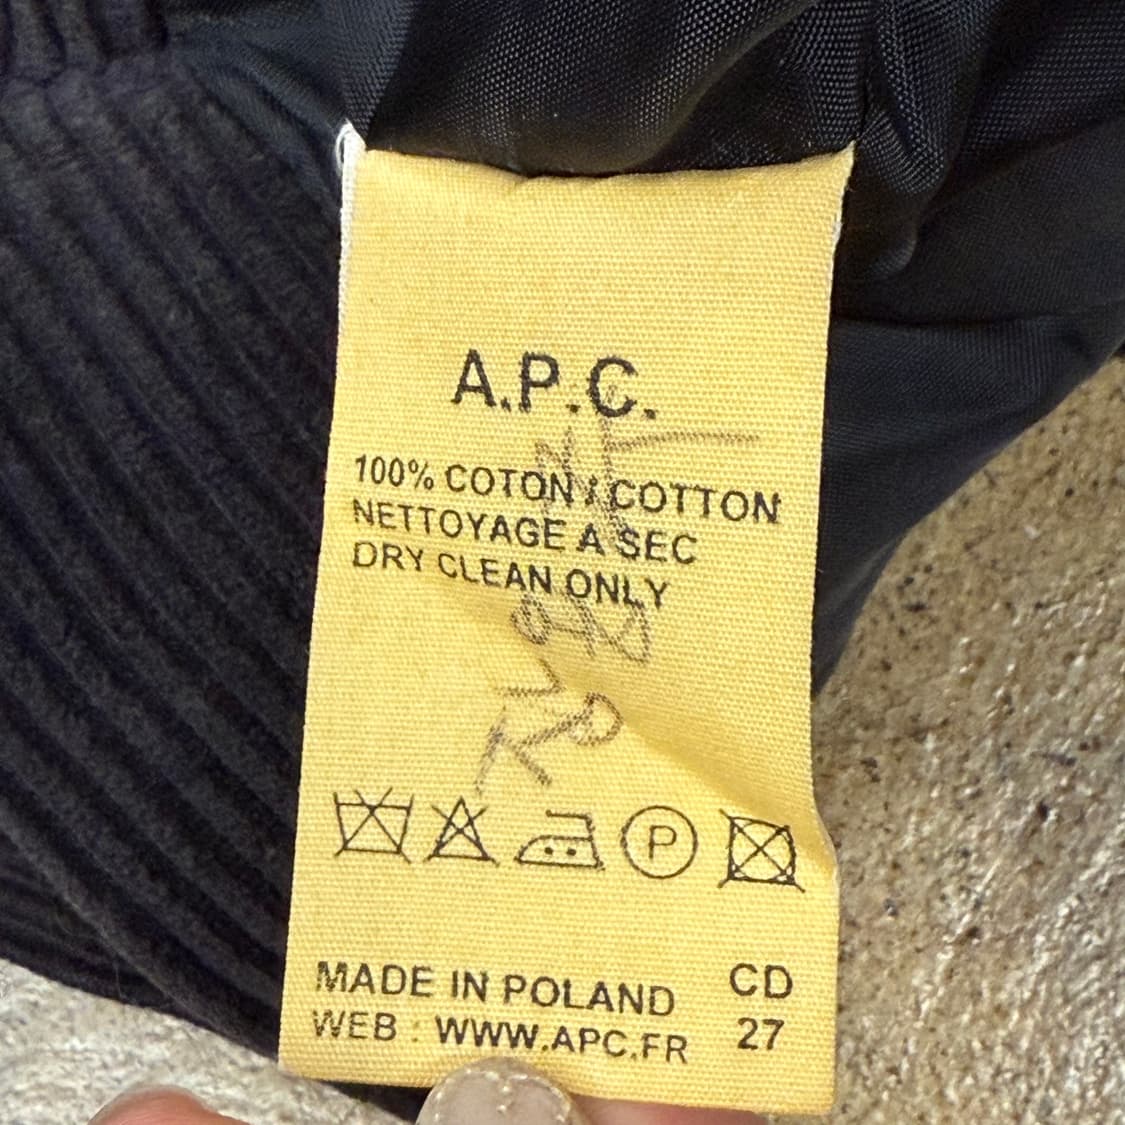 A.P.C.
100% COTON / COTTON
NETTOYAGE A SEC
DRY CLEAN ONLY
P
MADE IN POLAND CD
WEB : WWW.APC.FR 27